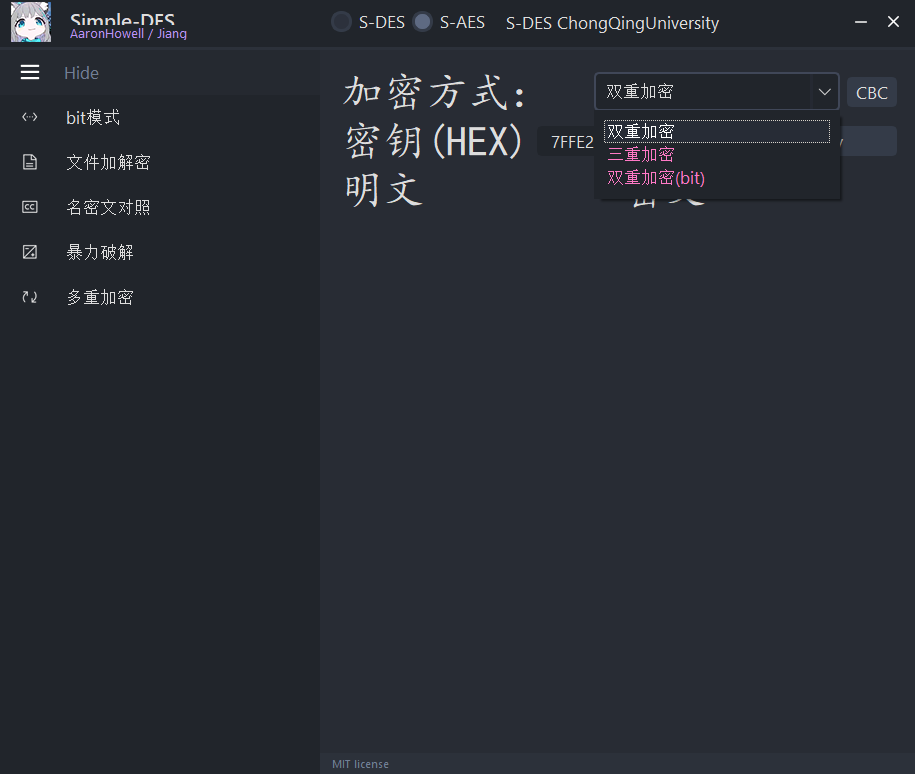 Simple-DES
AaronHowell / Jiang
S-DES S-AES S-DES ChongQingUniversity
Hide
bit模式
文件加解密
名密文对照
暴力破解
多重加密
加密方式: 双重加密 CBC
双重加密
三重加密
双重加密(bit)
密钥(HEX) 7FFE2
明文
MIT license